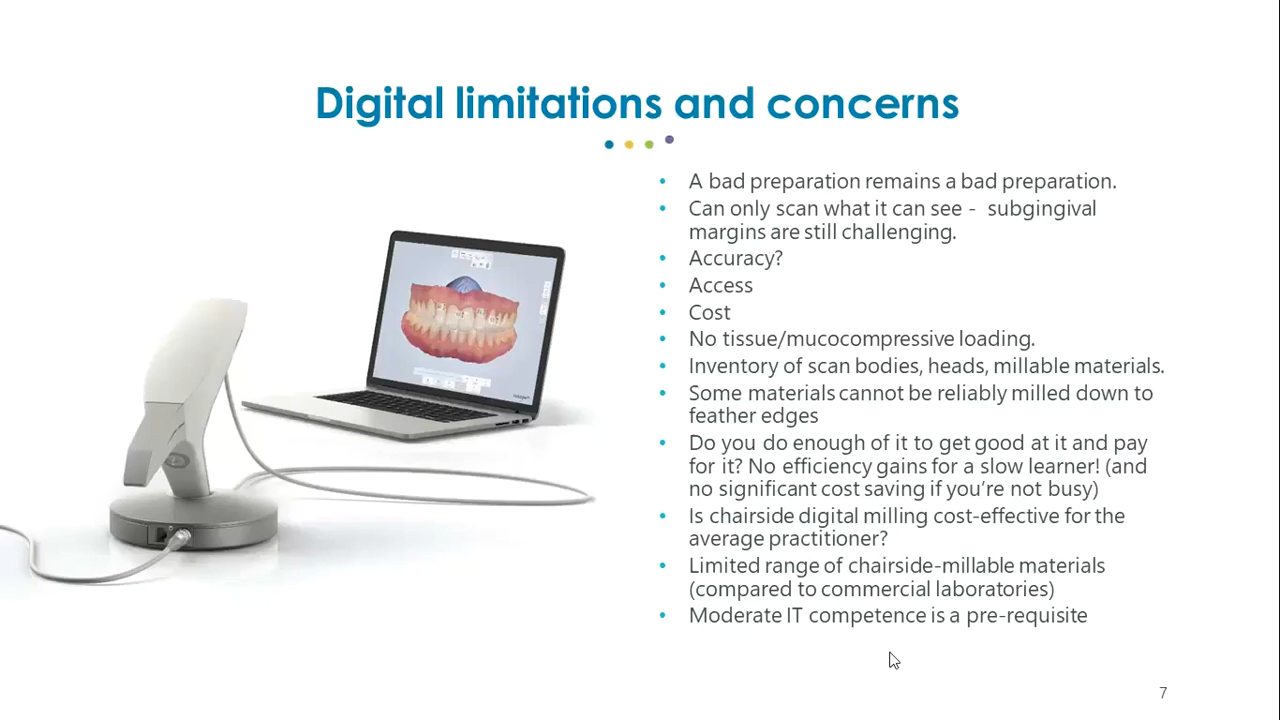 Digital limitations and concerns
• A bad preparation remains a bad preparation.
• Can only scan what it can see - subgingival
margins are still challenging.
• Accuracy?
• Access
• Cost
• No tissue/mucocompressive loading.
• Inventory of scan bodies, heads, millable materials.
• Some materials cannot be reliably milled down to
feather edges
• Do you do enough of it to get good at it and pay
for it? No efficiency gains for a slow learner! (and
no significant cost saving if you’re not busy)
• Is chairside digital milling cost-effective for the
average practitioner?
• Limited range of chairside-millable materials
(compared to commercial laboratories)
• Moderate IT competence is a pre-requisite
7